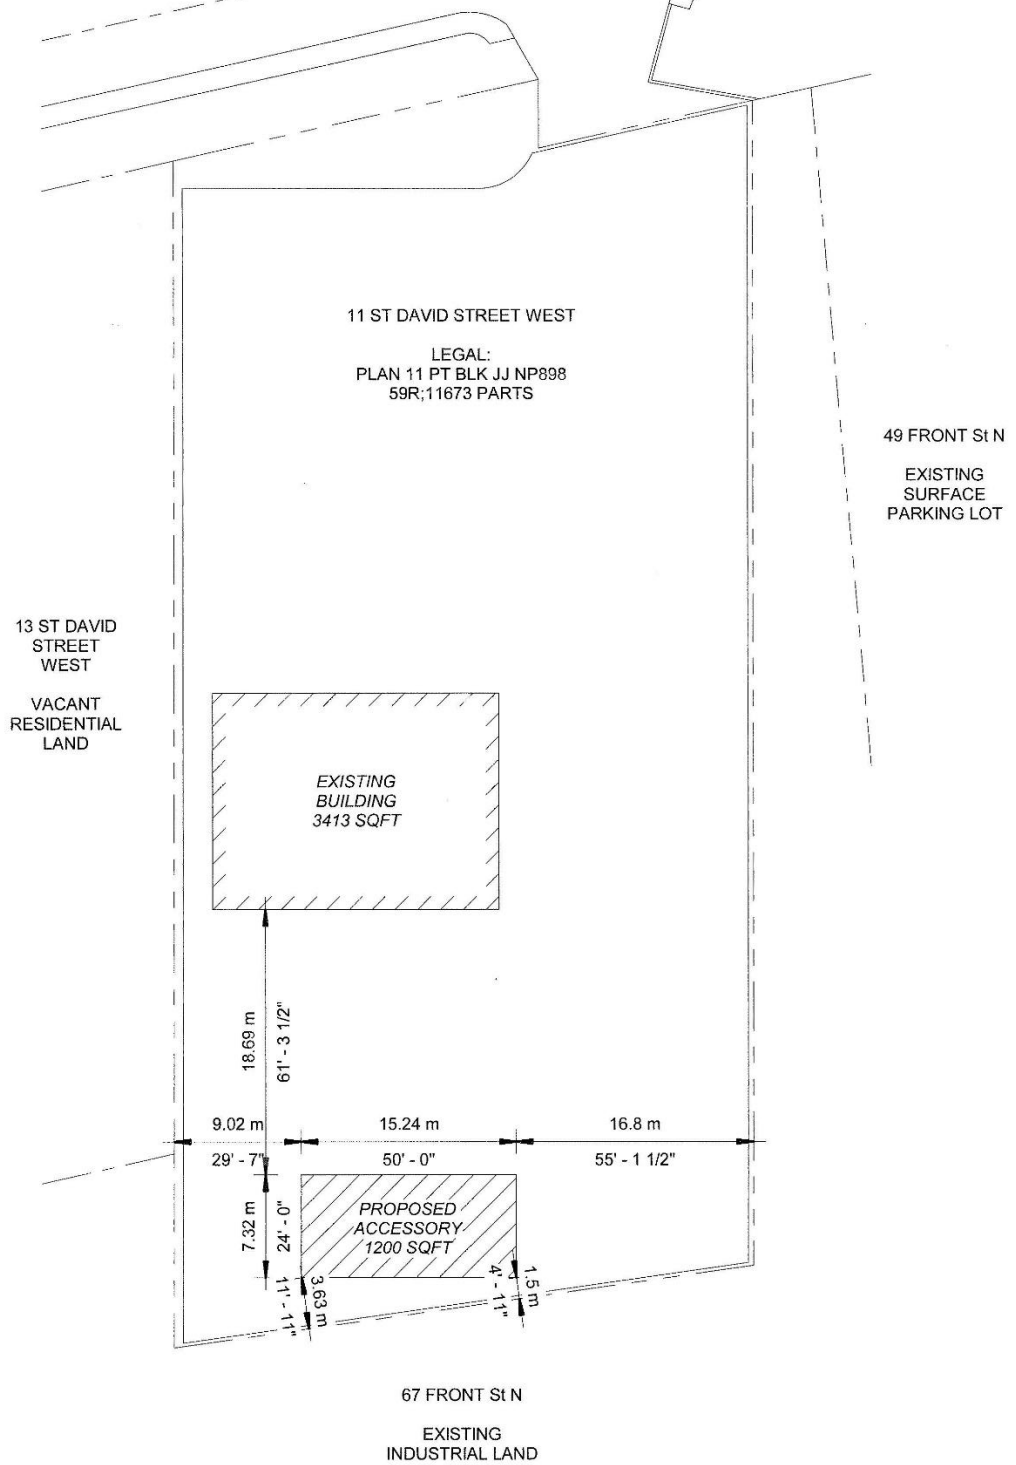 11 ST DAVID STREET WEST
LEGAL:
PLAN 11 PT BLK JJ NP898
59R;11673 PARTS
49 FRONT St N
EXISTING
SURFACE
PARKING LOT
13 ST DAVID
STREET
WEST
VACANT
RESIDENTIAL
LAND
EXISTING
BUILDING
3413 SQFT
18.69 m
61' - 3 1/2"
9.02 m
29' - 7"
15.24 m
50' - 0"
16.8 m
55' - 1 1/2"
7.32 m
24' - 0"
PROPOSED
ACCESSORY
1200 SQFT
3.63 m
11' - 11"
1.5 m
4' - 11"
67 FRONT St N
EXISTING
INDUSTRIAL LAND